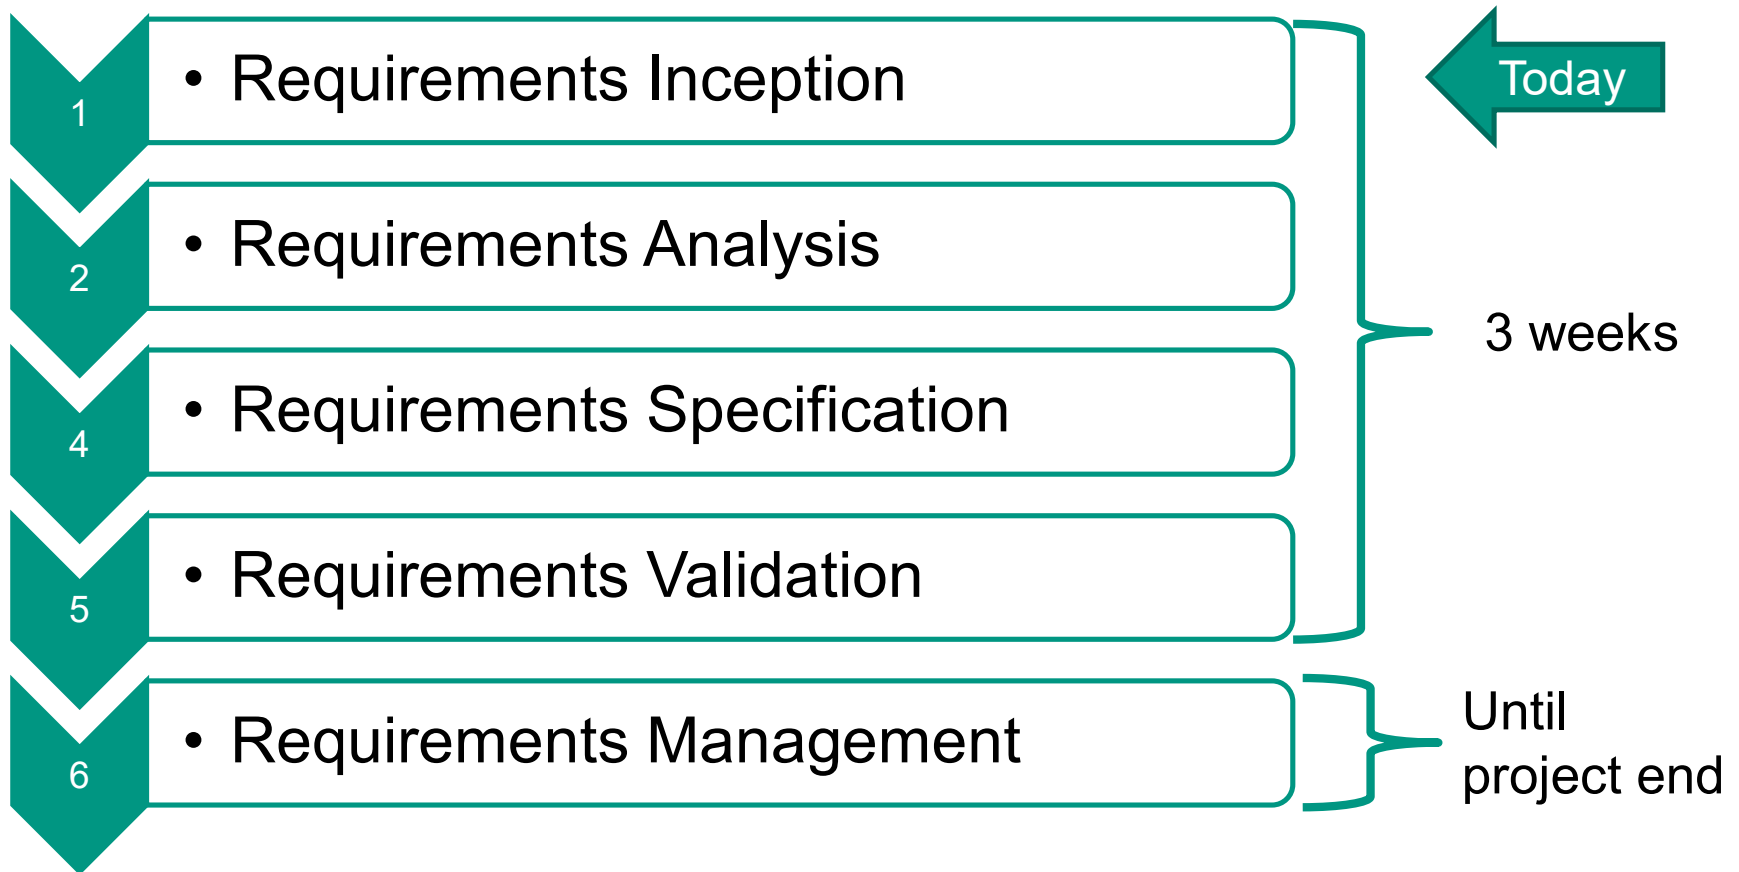 1
• Requirements Inception
Today
2
• Requirements Analysis
3 weeks
4
• Requirements Specification
5
• Requirements Validation
6
• Requirements Management
Until
project end